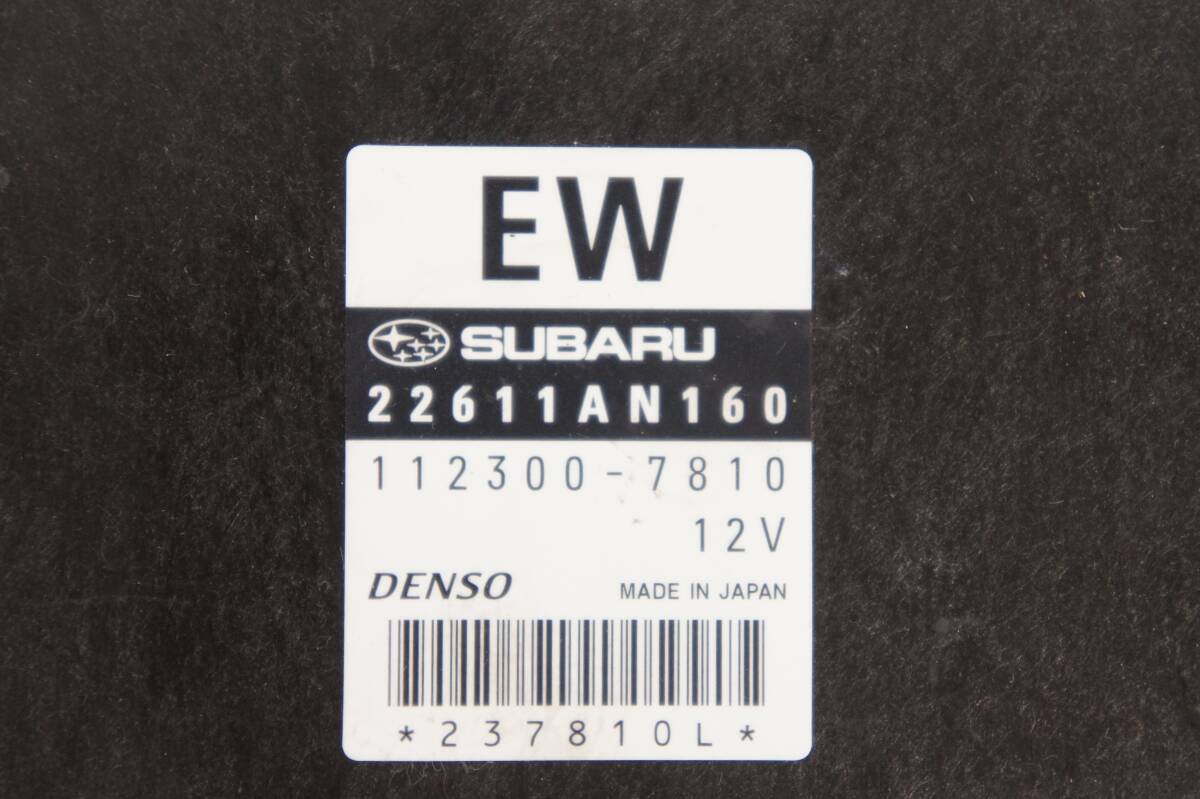 EW
SUBARU
22611AN160
112300-7810
12V
DENSO MADE IN JAPAN
*237810L*